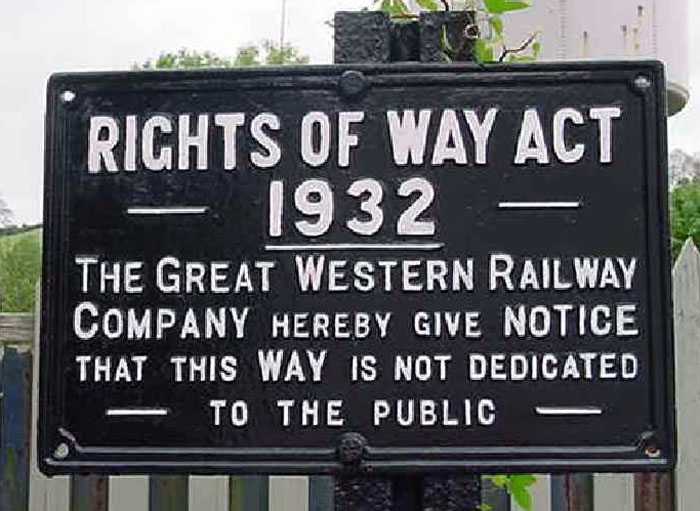 RIGHTS OF WAY ACT
1932
THE GREAT WESTERN RAILWAY
COMPANY HEREBY GIVE NOTICE
THAT THIS WAY IS NOT DEDICATED
TO THE PUBLIC